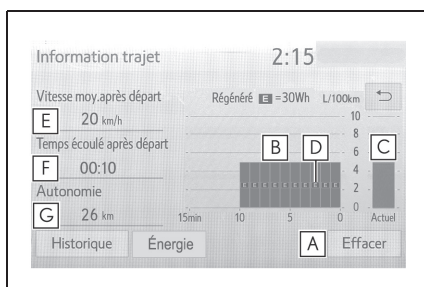 Information trajet 2:15
Vitesse moy.après départ Régénéré E =30Wh L/100km
E 20 km/h
Temps écoulé après départ
F 00:10
Autonomie
G 26 km
B D C
10
8
6
4
2
0
E E E E E E E E E E
15min 10 5 0 Actuel
Historique Énergie A Effacer